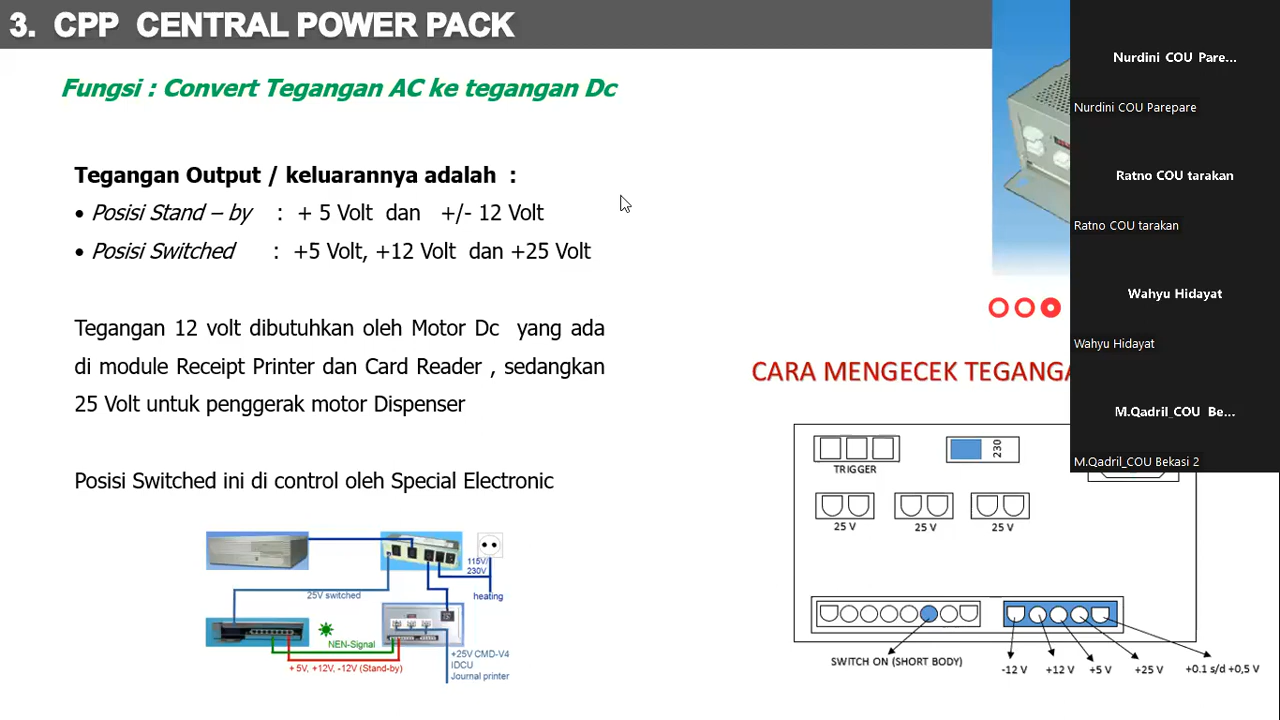 3. CPP CENTRAL POWER PACK
Fungsi : Convert Tegangan AC ke tegangan Dc
Tegangan Output / keluarannya adalah :
• Posisi Stand – by : + 5 Volt dan +/- 12 Volt
• Posisi Switched : +5 Volt, +12 Volt dan +25 Volt
Tegangan 12 volt dibutuhkan oleh Motor Dc yang ada
di module Receipt Printer dan Card Reader , sedangkan
25 Volt untuk penggerak motor Dispenser
Posisi Switched ini di control oleh Special Electronic
115V/
230V
heating
25V switched
NEN-Signal
+ 5V, +12V, -12V (Stand-by)
+25V CMD-V4
IDCU
Journal printer
CARA MENGECEK TEGANGA
TRIGGER
230
25 V
25 V
25 V
SWITCH ON (SHORT BODY)
-12 V
+12 V
+5 V
+25 V
+0.1 s/d +0,5 V
Nurdini COU Pare...
Nurdini COU Parepare
Ratno COU tarakan
Ratno COU tarakan
Wahyu Hidayat
Wahyu Hidayat
M.Qadril_COU Be...
M.Qadril_COU Bekasi 2